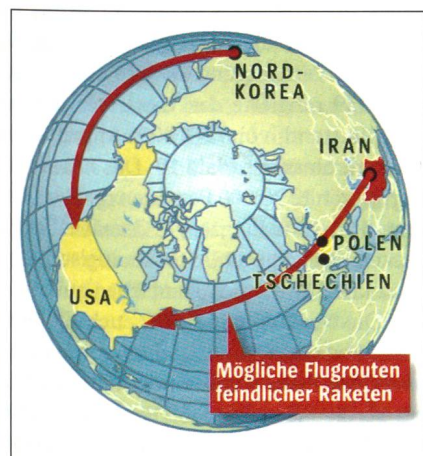 NORD-
KOREA
IRAN
POLEN
TSCHECHIEN
USA
Mögliche Flugrouten
feindlicher Raketen